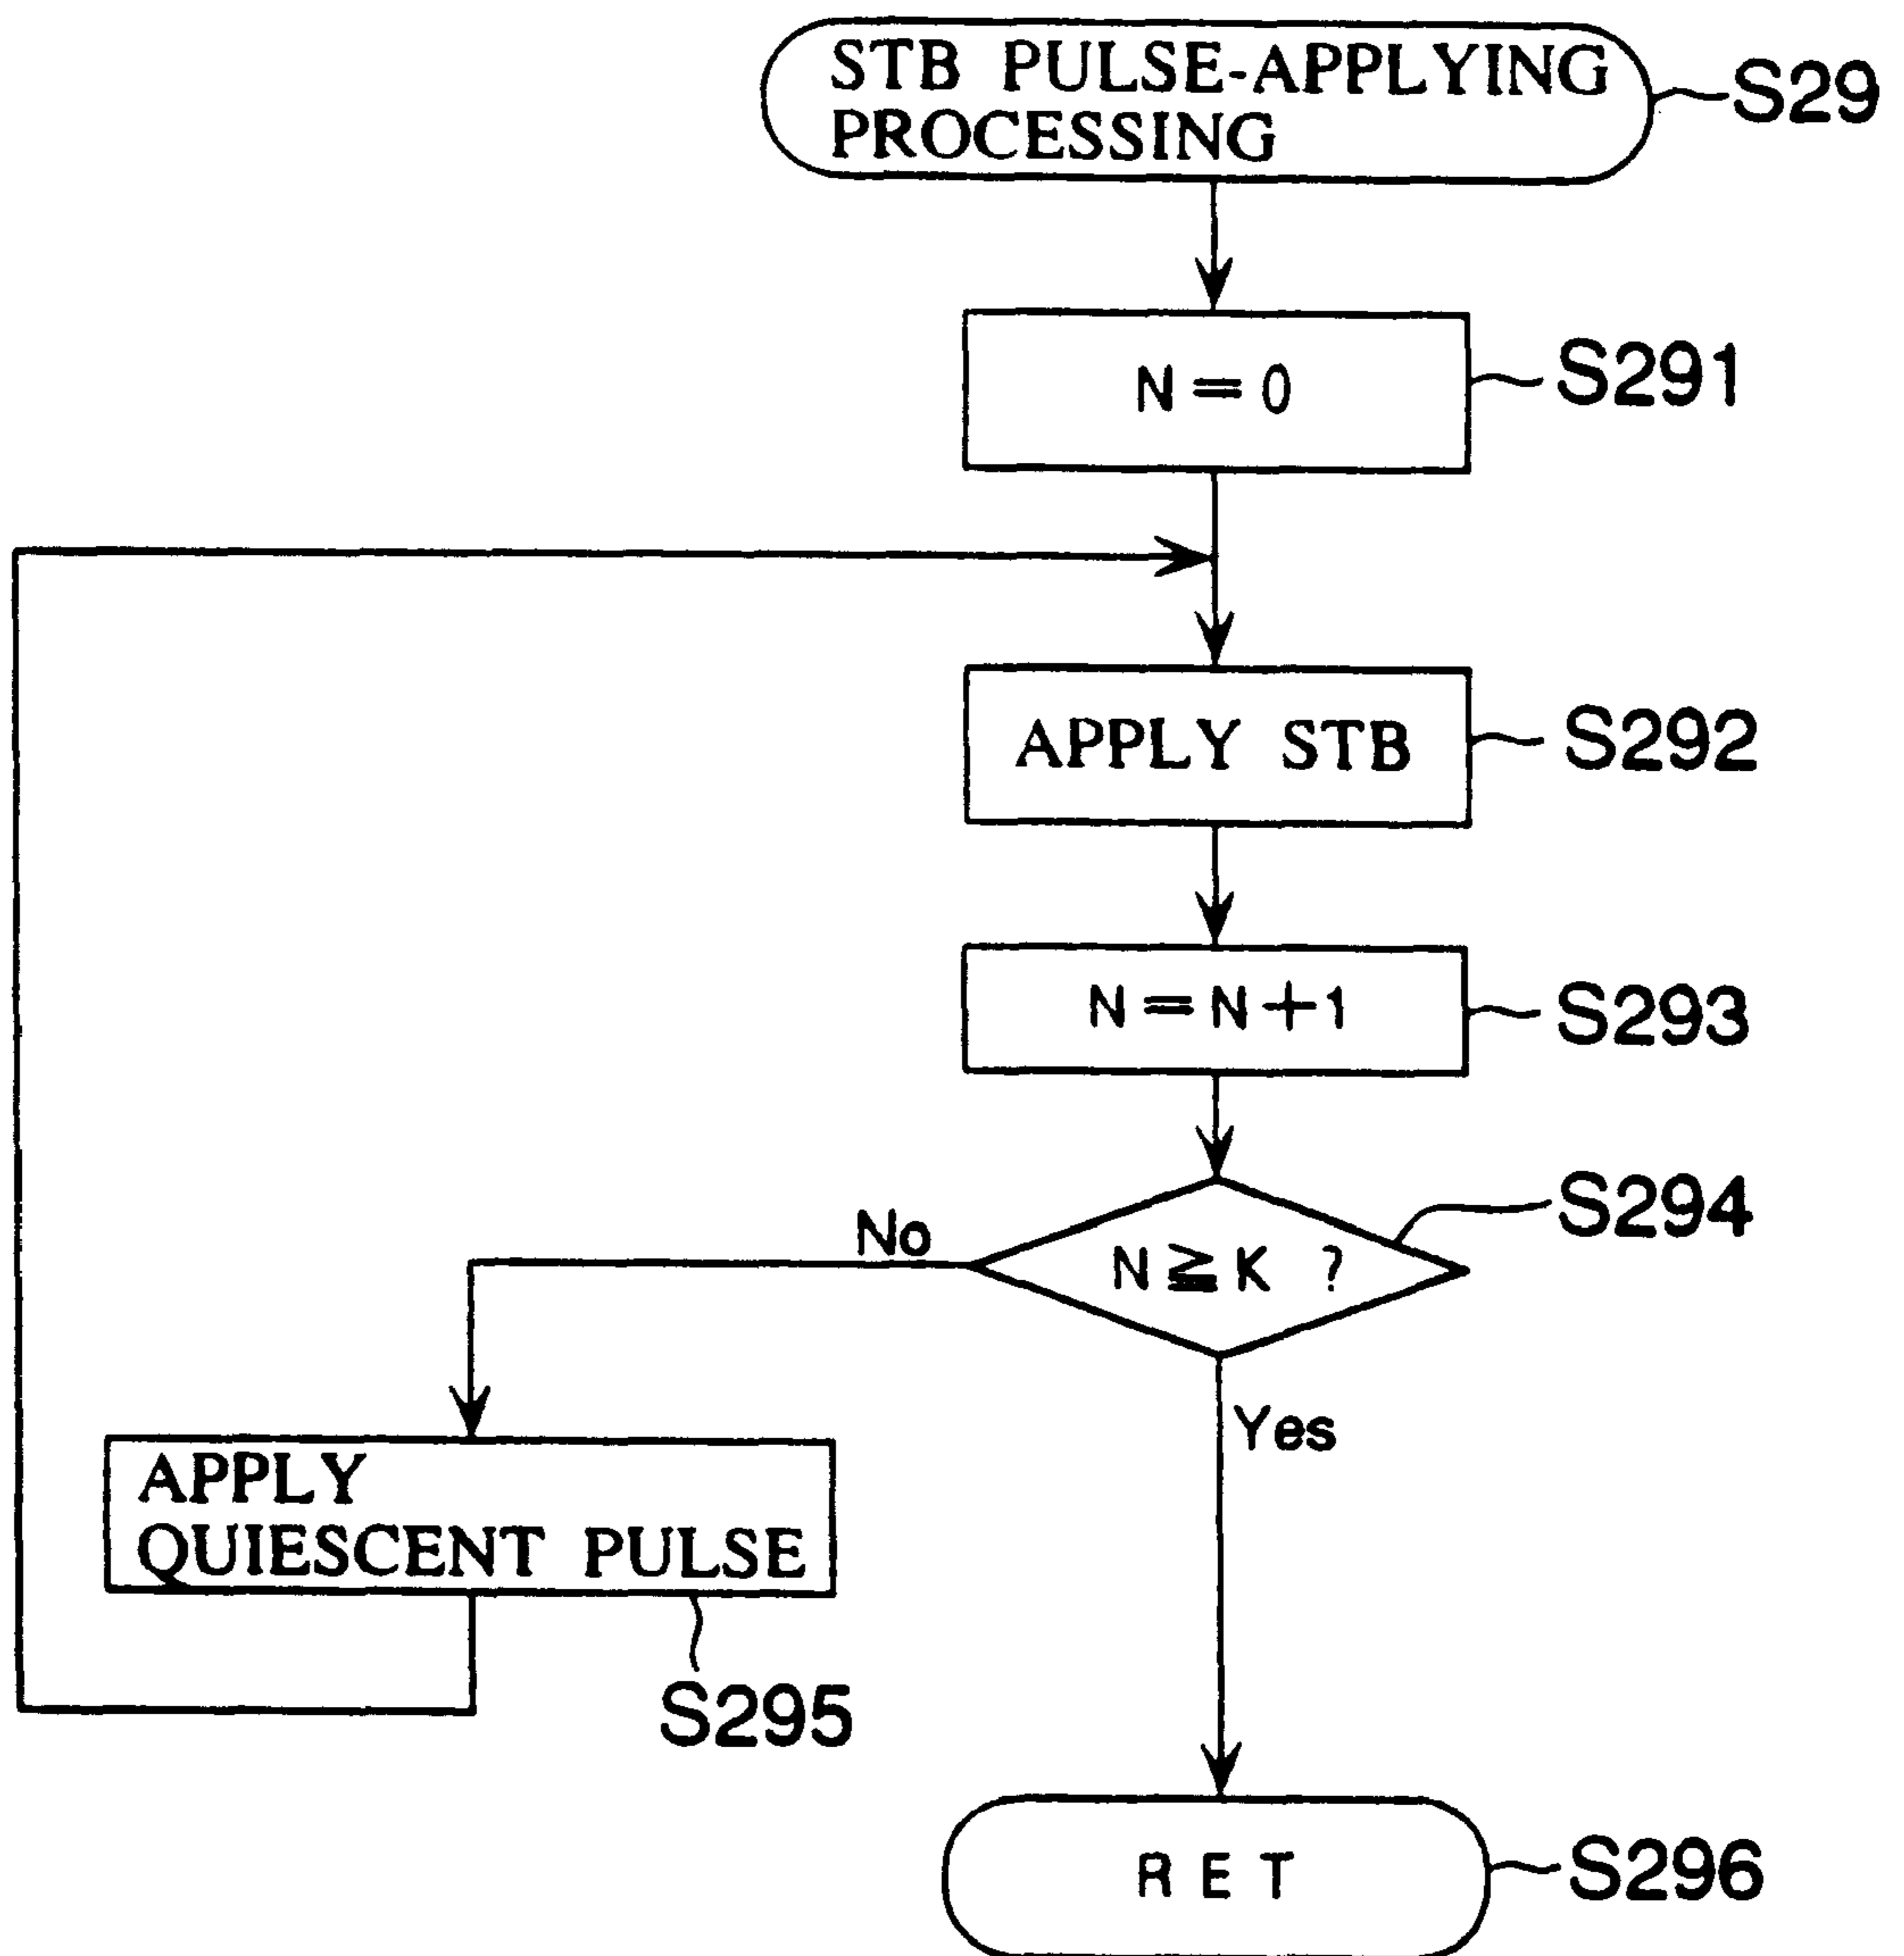 STB PULSE-APPLYING
PROCESSING
S29
N=0
S291
APPLY STB
S292
N=N+1
S293
S294
No
N≧K ?
Yes
APPLY
QUIESCENT PULSE
S295
RET
S296